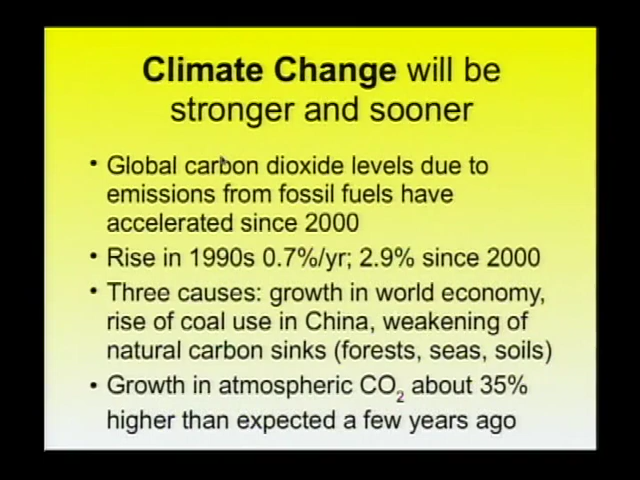 Climate Change will be
stronger and sooner
• Global carbon dioxide levels due to
emissions from fossil fuels have
accelerated since 2000
• Rise in 1990s 0.7%/yr; 2.9% since 2000
• Three causes: growth in world economy,
rise of coal use in China, weakening of
natural carbon sinks (forests, seas, soils)
• Growth in atmospheric CO₂ about 35%
higher than expected a few years ago